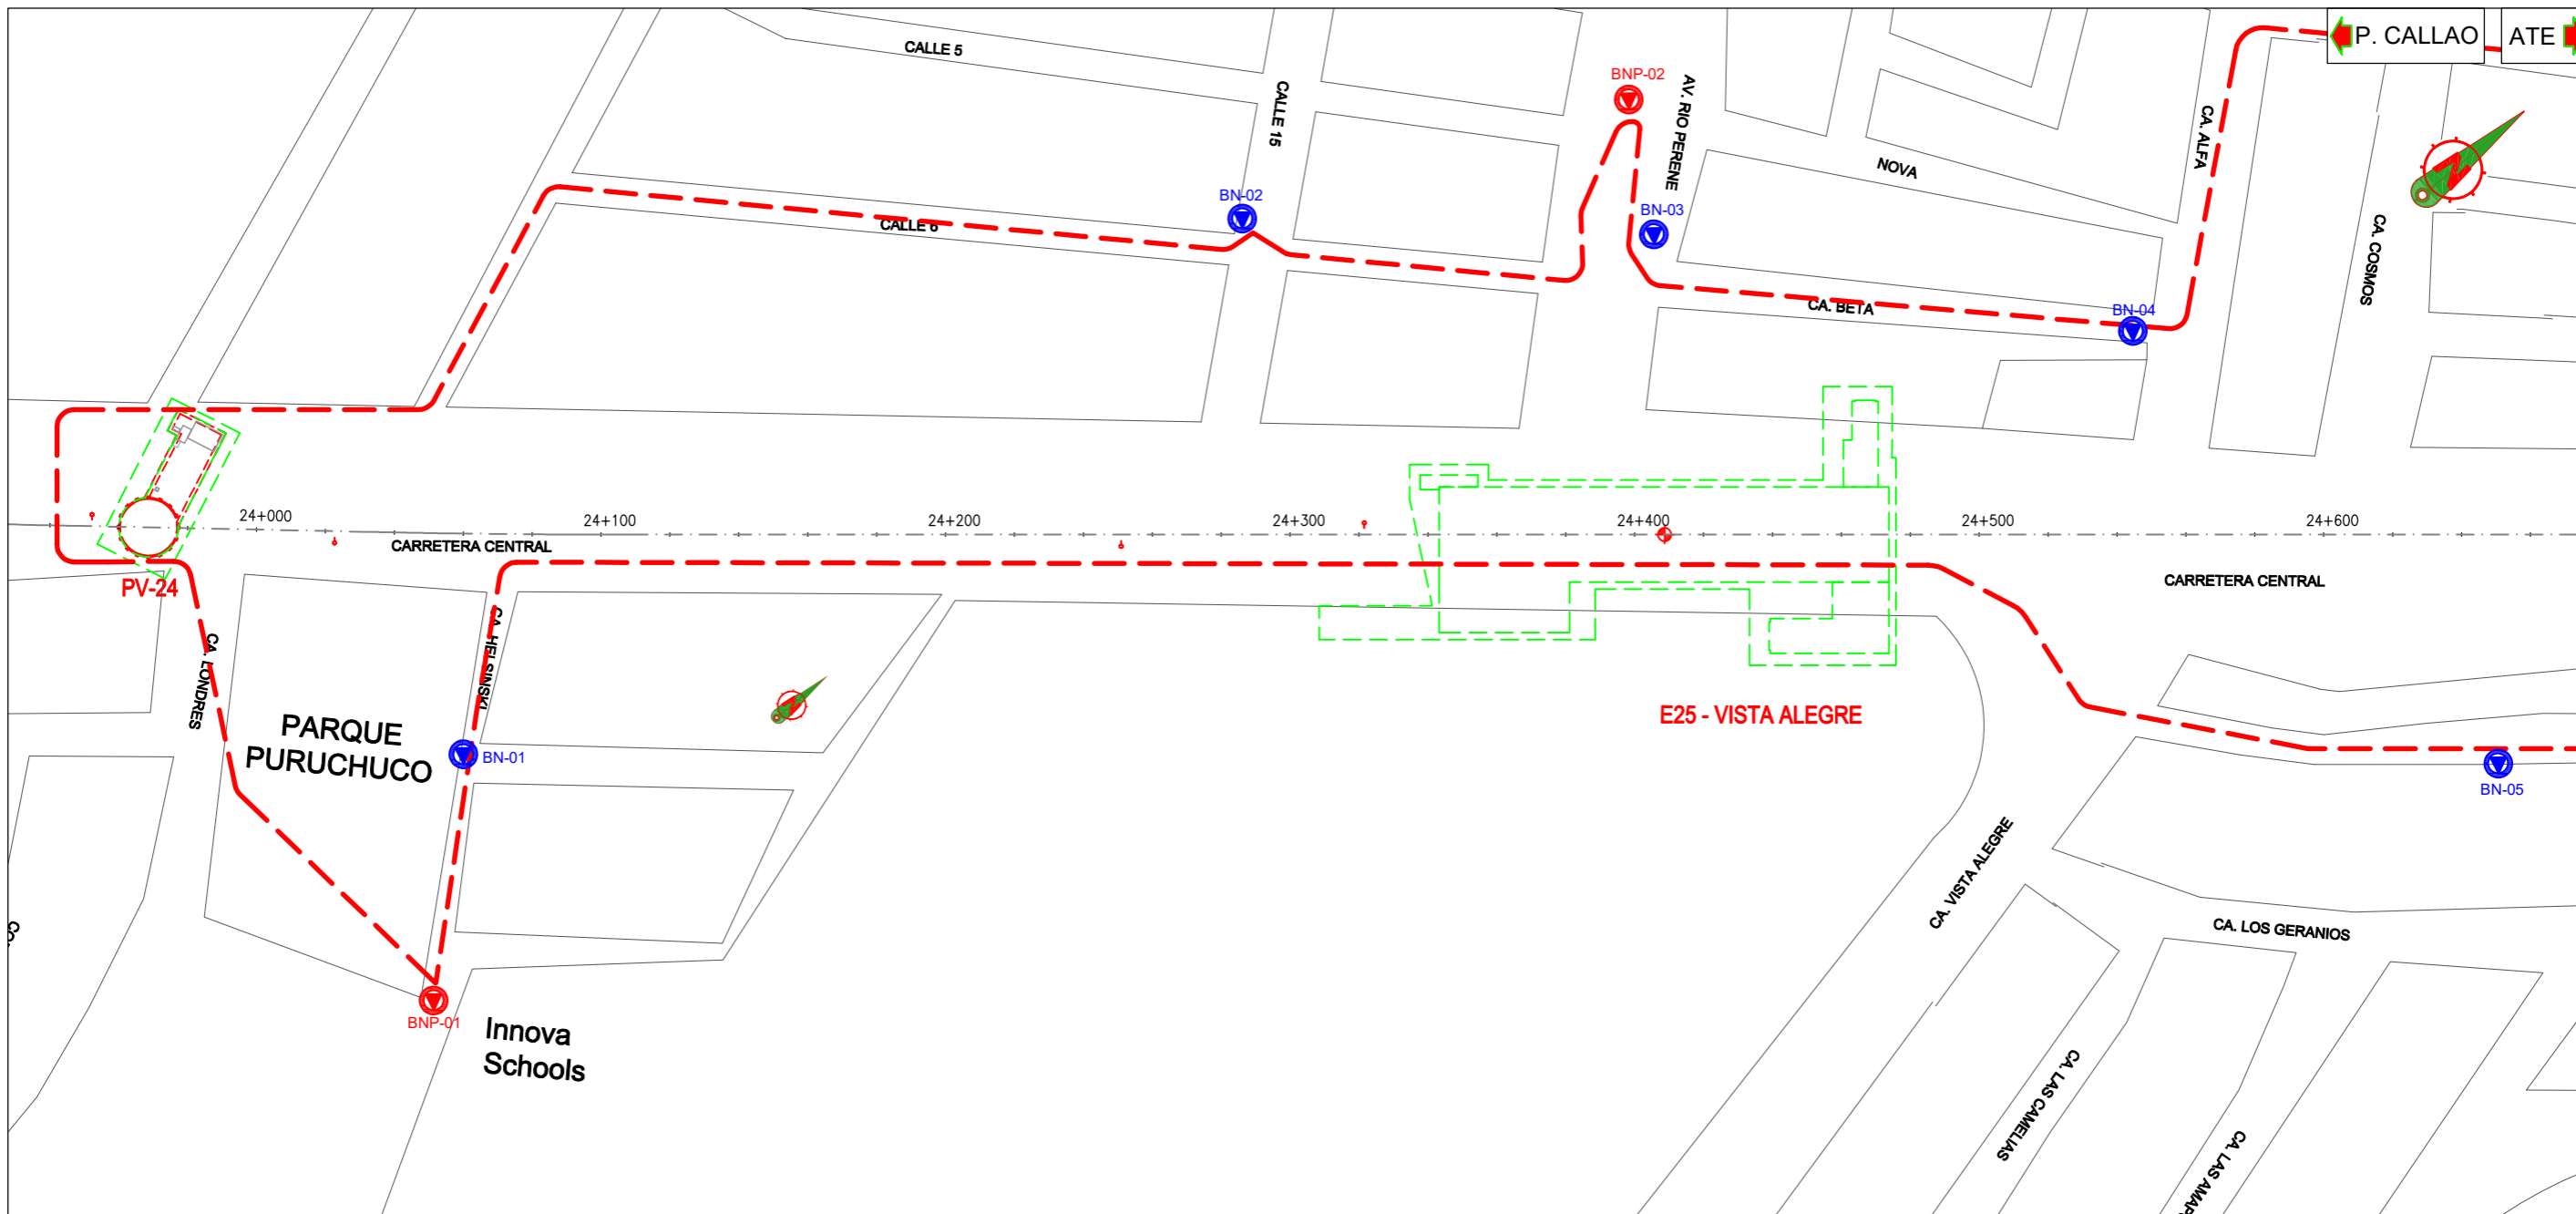 P. CALLAO
ATE
CALLE 5
CALLE 15
BNP-02
AV. RIO PERENE
CA. ALFA
NOVA
BN-02
BN-03
CALLE 6
CA. COSMOS
CA. BETA
BN-04
24+000
24+100
24+200
24+300
24+400
24+500
24+600
CARRETERA CENTRAL
CARRETERA CENTRAL
PV-24
CA. LONDRES
CA. HELSINSKI
PARQUE
PURUCHUCO
BN-01
E25 - VISTA ALEGRE
BN-05
CA. VISTA ALEGRE
CA. LOS GERANIOS
BNP-01
Innova
Schools
CA. LAS CAMELIAS
CA. LAS